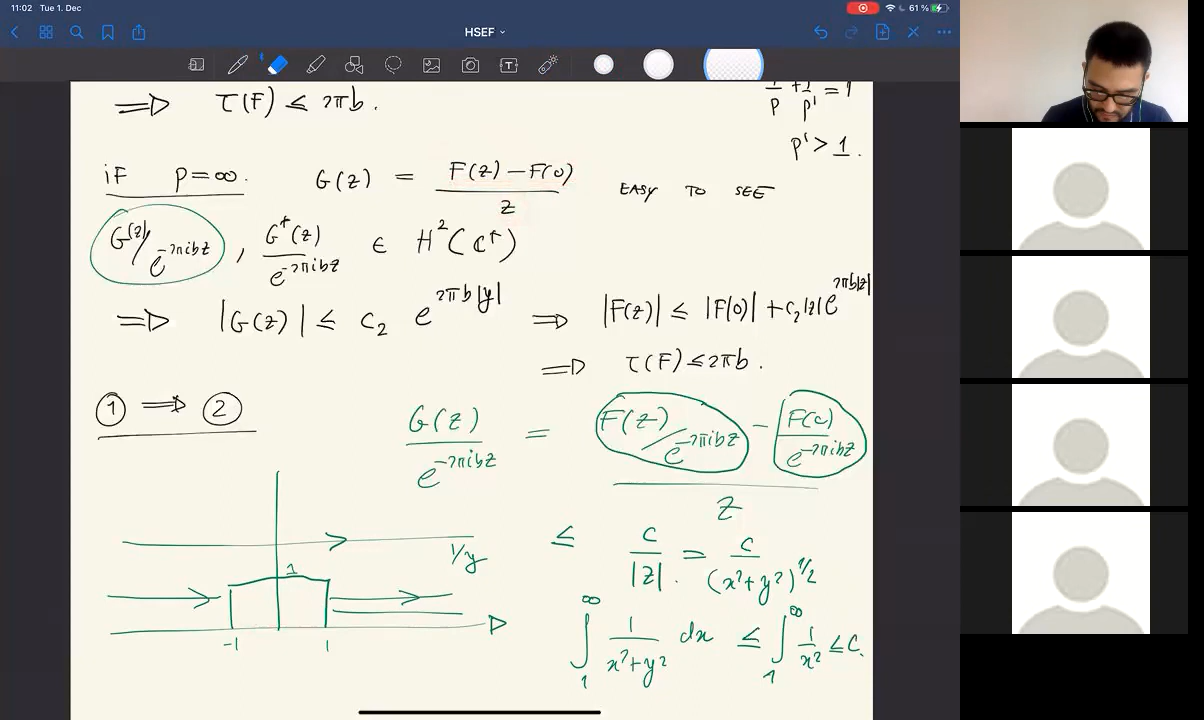 11:02 Tue 1. Dec
61 %
HSEF
⟹ τ(F) ≤ 2πb.
1/p + 1/p' = 1
p' > 1.
if p=∞. G(z) = (F(z) − F(0))/z EASY TO SEE
G(z)/e^{-2πibz}, G*(z)/e^{-2πibz} ∈ H²(C⁺)
⟹ |G(z)| ≤ c₂ e^{2πb|y|} ⟹ |F(z)| ≤ |F(0)| + c₂|z|e^{2πb|z|}
⟹ τ(F) ≤ 2πb.
① ⟹ ② G(z)/e^{-2πibz} = (F(z)/e^{-2πibz} − F(0)/e^{-2πibz})/z
≤ c/|z| = c/(x²+y²)^{1/2}
1/y
1
-1 1
∫₁^∞ 1/(x²+y²) dx ≤ ∫₁^∞ 1/x² ≤ C.